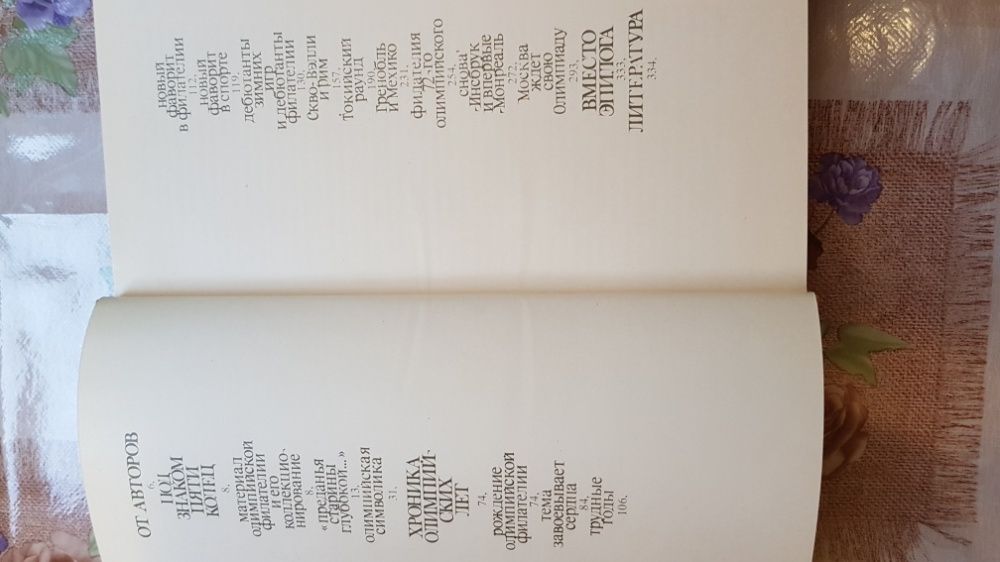 ОТ АВТОРОВ
6.
ПОД
ЗНАКОМ
ПЯТИ
КОЛЕЦ
8.
материал
олимпийской
филателии
и его
коллекцио-
нирование
8.
«преданья
старины
глубокой...»
13.
олимпийская
символика
31.
ХРОНИКА
ОЛИМПИЙ-
СКИХ
ЛЕТ
74.
рождение
олимпийской
филателии
74.
тема
завоевывает
сердца
84.
трудные
годы
106.
новый
фаворит
в филателии
112.
новый
фаворит
в спорте
119.
дебютанты
зимних
игр
и дебютанты
филателии
130.
Скво-Вэлли
и Рим
157.
Токийский
раунд
190.
Гренобль
и Мехико
231.
филателия
72-го
олимпийского
254.
снова
Инсбрук
и впервые
Монреаль
272.
Москва
ждет
свою
Олимпиаду
293.
ВМЕСТО
ЭПИЛОГА
333.
ЛИТЕРАТУРА
334.